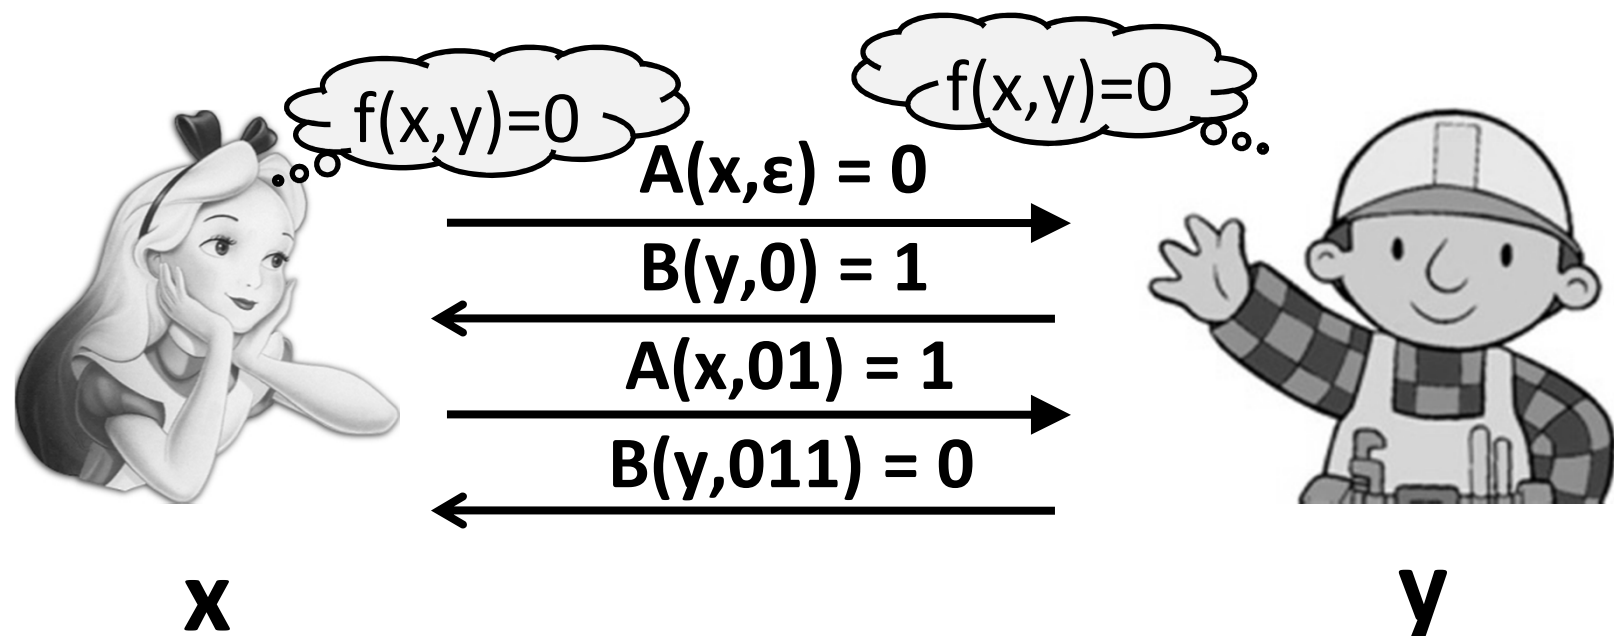 f(x,y)=0
f(x,y)=0
A(x,ε) = 0
B(y,0) = 1
A(x,01) = 1
B(y,011) = 0
x
y